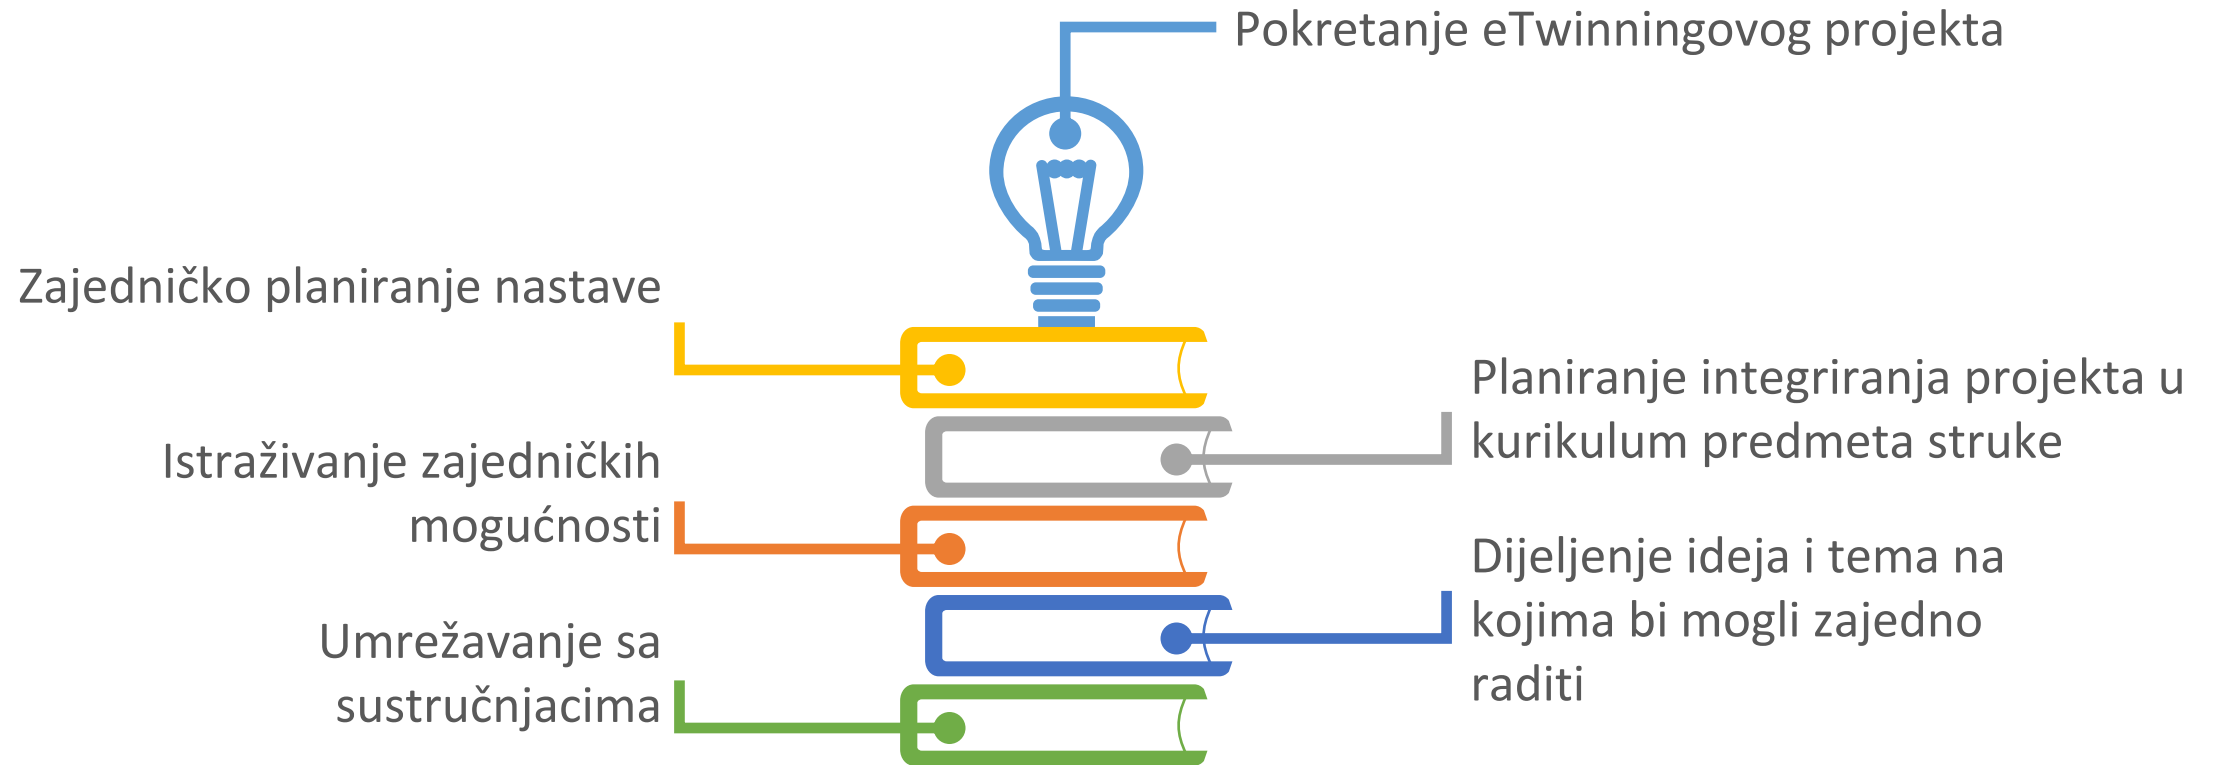 Pokretanje eTwinningovog projekta
Zajedničko planiranje nastave
Planiranje integriranja projekta u
kurikulum predmeta struke
Istraživanje zajedničkih
mogućnosti
Dijeljenje ideja i tema na
kojima bi mogli zajedno
raditi
Umrežavanje sa
sustručnjacima